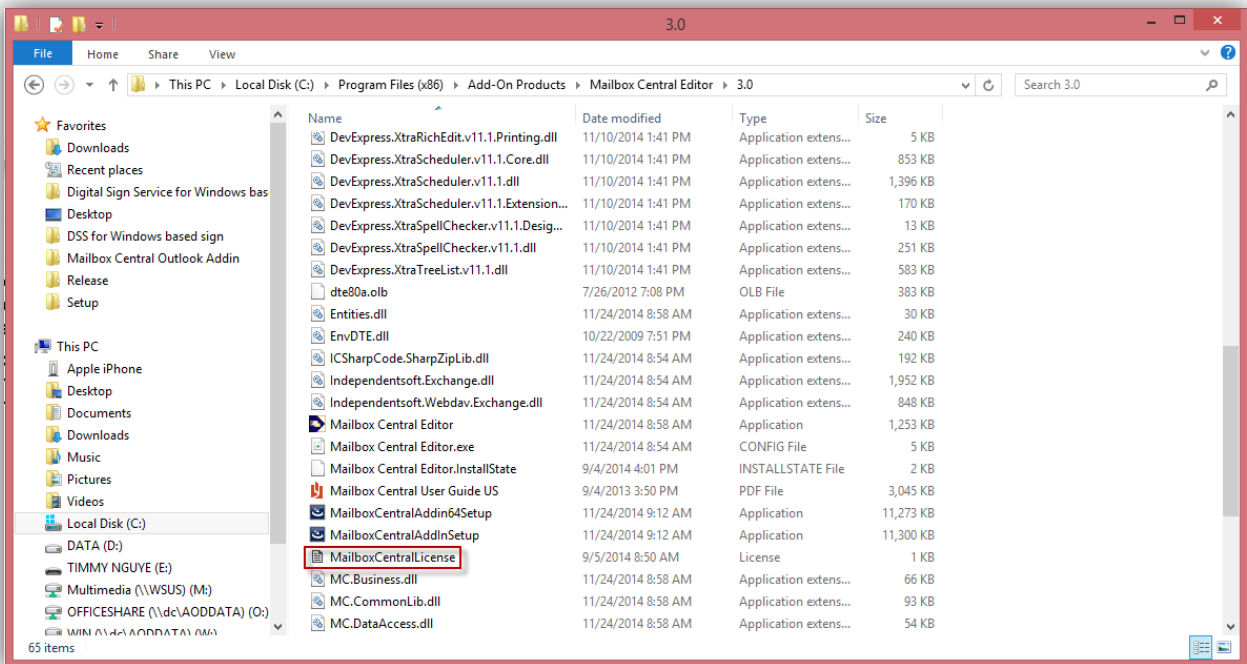 3.0
File Home Share View
This PC Local Disk (C:) Program Files (x86) Add-On Products Mailbox Central Editor 3.0 Search 3.0
Favorites
Downloads
Recent places
Digital Sign Service for Windows bas
Desktop
DSS for Windows based sign
Mailbox Central Outlook Addin
Release
Setup
This PC
Apple iPhone
Desktop
Documents
Downloads
Music
Pictures
Videos
Local Disk (C:)
DATA (D:)
TIMMY NGUYE (E:)
Multimedia (\\WSUS) (M:)
OFFICESHARE (\\dc\AODDATA) (O:)
WIN (\\dc\AODDATA) (W:)
Name Date modified Type Size
DevExpress.XtraRichEdit.v11.1.Printing.dll 11/10/2014 1:41 PM Application extens... 5 KB
DevExpress.XtraScheduler.v11.1.Core.dll 11/10/2014 1:41 PM Application extens... 853 KB
DevExpress.XtraScheduler.v11.1.dll 11/10/2014 1:41 PM Application extens... 1,396 KB
DevExpress.XtraScheduler.v11.1.Extension... 11/10/2014 1:41 PM Application extens... 170 KB
DevExpress.XtraSpellChecker.v11.1.Desig... 11/10/2014 1:41 PM Application extens... 13 KB
DevExpress.XtraSpellChecker.v11.1.dll 11/10/2014 1:41 PM Application extens... 251 KB
DevExpress.XtraTreeList.v11.1.dll 11/10/2014 1:41 PM Application extens... 583 KB
dte80a.olb 7/26/2012 7:08 PM OLB File 383 KB
Entities.dll 11/24/2014 8:58 AM Application extens... 30 KB
EnvDTE.dll 10/22/2009 7:51 PM Application extens... 240 KB
ICSharpCode.SharpZipLib.dll 11/24/2014 8:54 AM Application extens... 192 KB
Independentsoft.Exchange.dll 11/24/2014 8:54 AM Application extens... 1,952 KB
Independentsoft.Webdav.Exchange.dll 11/24/2014 8:54 AM Application extens... 848 KB
Mailbox Central Editor 11/24/2014 8:58 AM Application 1,253 KB
Mailbox Central Editor.exe 11/24/2014 8:54 AM CONFIG File 5 KB
Mailbox Central Editor.InstallState 9/4/2014 4:01 PM INSTALLSTATE File 2 KB
Mailbox Central User Guide US 9/4/2013 3:50 PM PDF File 3,045 KB
MailboxCentralAddin64Setup 11/24/2014 9:12 AM Application 11,273 KB
MailboxCentralAddInSetup 11/24/2014 9:12 AM Application 11,300 KB
MailboxCentralLicense 9/5/2014 8:50 AM License 1 KB
MC.Business.dll 11/24/2014 8:58 AM Application extens... 66 KB
MC.CommonLib.dll 11/24/2014 8:58 AM Application extens... 93 KB
MC.DataAccess.dll 11/24/2014 8:58 AM Application extens... 54 KB
65 items